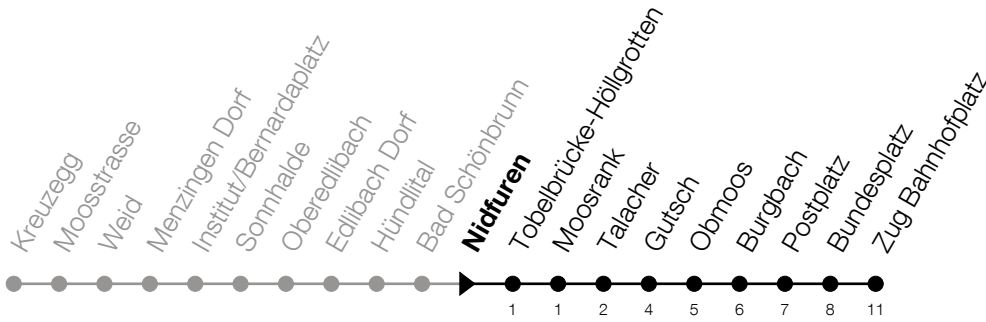 Kreuzegg
Moosstrasse
Weid
Menzingen Dorf
Institut/Bernardaplatz
Sonnhalde
Oberedlibach
Edlibach Dorf
Hündlital
Bad Schönbrunn
Nidfuren
Tobelbrücke-Höllgrotten
Moosrank
Talacher
Gutsch
Obmoos
Burgbach
Postplatz
Bundesplatz
Zug Bahnhofplatz
1 1 2 4 5 6 7 8 11